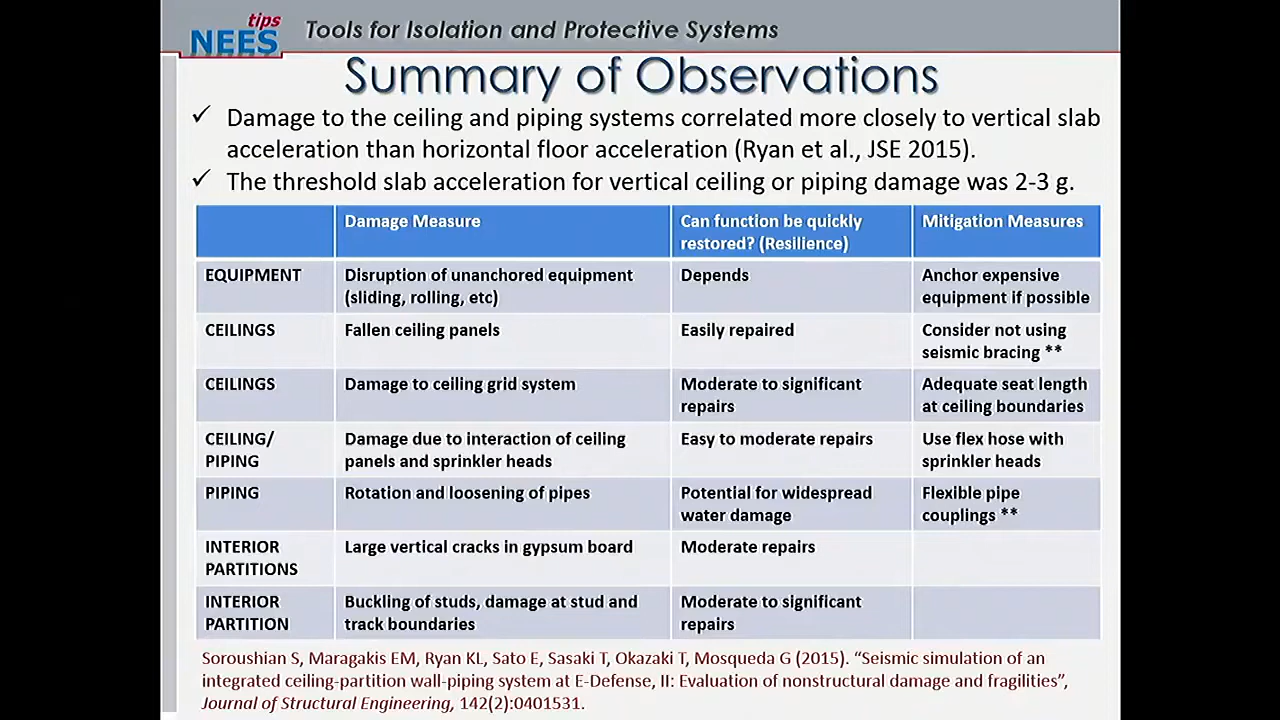 tips
NEES
Tools for Isolation and Protective Systems
Summary of Observations
✓ Damage to the ceiling and piping systems correlated more closely to vertical slab
acceleration than horizontal floor acceleration (Ryan et al., JSE 2015).
✓ The threshold slab acceleration for vertical ceiling or piping damage was 2-3 g.
Damage Measure
Can function be quickly
restored? (Resilience)
Mitigation Measures
EQUIPMENT
Disruption of unanchored equipment
(sliding, rolling, etc)
Depends
Anchor expensive
equipment if possible
CEILINGS
Fallen ceiling panels
Easily repaired
Consider not using
seismic bracing **
CEILINGS
Damage to ceiling grid system
Moderate to significant
repairs
Adequate seat length
at ceiling boundaries
CEILING/
PIPING
Damage due to interaction of ceiling
panels and sprinkler heads
Easy to moderate repairs
Use flex hose with
sprinkler heads
PIPING
Rotation and loosening of pipes
Potential for widespread
water damage
Flexible pipe
couplings **
INTERIOR
PARTITIONS
Large vertical cracks in gypsum board
Moderate repairs
INTERIOR
PARTITION
Buckling of studs, damage at stud and
track boundaries
Moderate to significant
repairs
Soroushian S, Maragakis EM, Ryan KL, Sato E, Sasaki T, Okazaki T, Mosqueda G (2015). “Seismic simulation of an
integrated ceiling-partition wall-piping system at E-Defense, II: Evaluation of nonstructural damage and fragilities”,
Journal of Structural Engineering, 142(2):0401531.